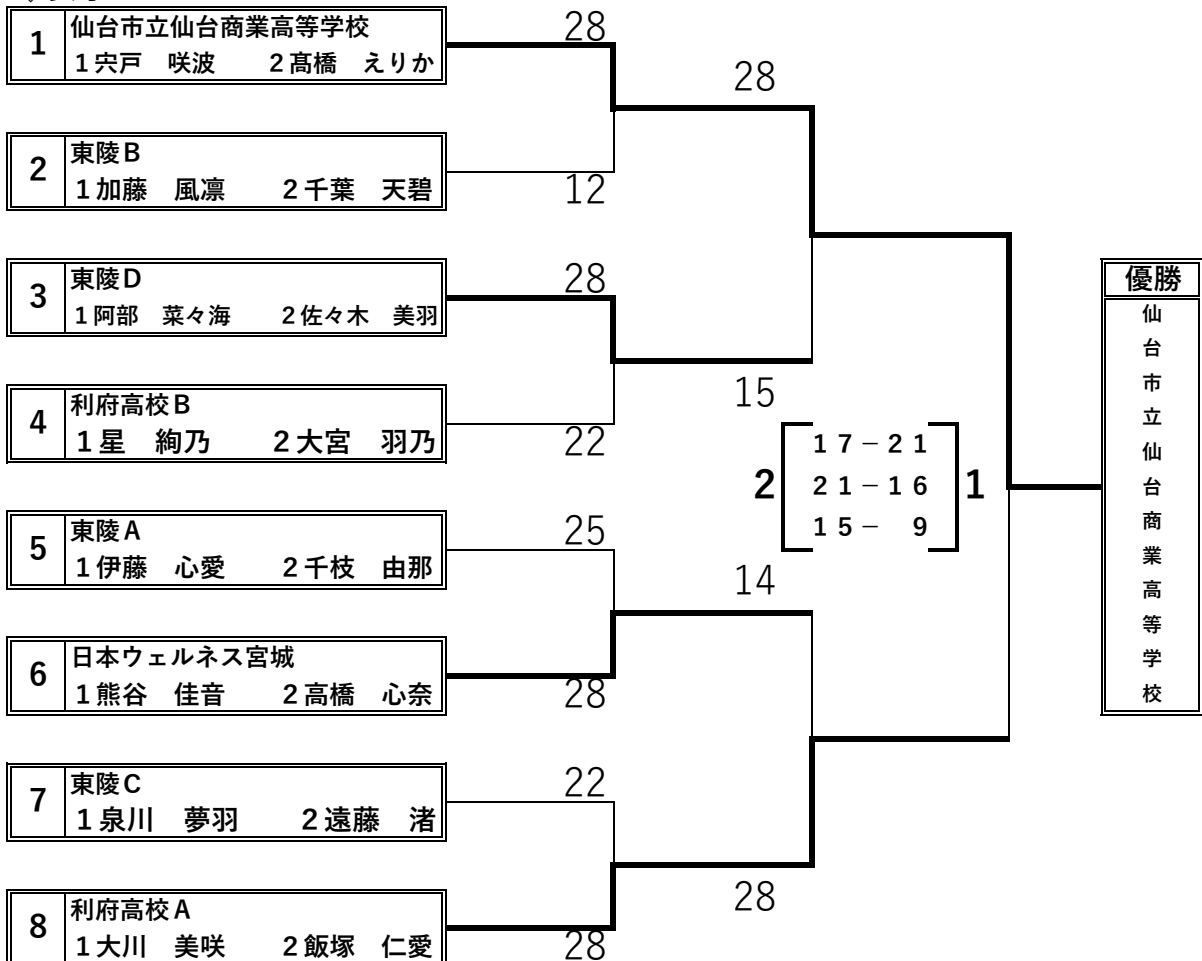 1
仙台市立仙台商業高等学校
1宍戸　咲波　　2髙橋　えりか
28
28
2
東陵B
1加藤　風凛　　2千葉　天碧
12
3
東陵D
1阿部　菜々海　　2佐々木　美羽
28
15
4
利府高校B
1星　絢乃　　2大宮　羽乃
22
5
東陵A
1伊藤　心愛　　2千枝　由那
25
14
6
日本ウェルネス宮城
1熊谷　佳音　　2高橋　心奈
28
7
東陵C
1泉川　夢羽　　2遠藤　渚
22
28
8
利府高校A
1大川　美咲　　2飯塚　仁愛
28
2
17－21
21－16
15－　9
1
優勝
仙台市立仙台商業高等学校